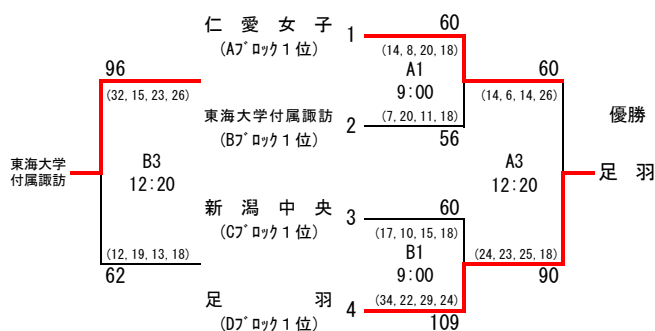 仁愛女子
(Aブロック1位)
1
60
(14, 8, 20, 18)
A1
9:00
東海大学付属諏訪
(Bブロック1位)
2
(7, 20, 11, 18)
56
新潟中央
(Cブロック1位)
3
60
(17, 10, 15, 18)
B1
9:00
足羽
(Dブロック1位)
4
(34, 22, 29, 24)
109
60
(14, 6, 14, 26)
A3
12:20
(24, 23, 25, 18)
90
優勝
足羽
96
(32, 15, 23, 26)
B3
12:20
(12, 19, 13, 18)
62
東海大学
付属諏訪